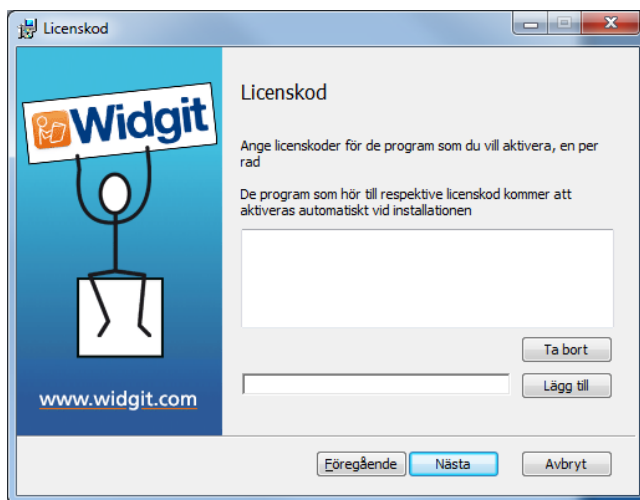 Licenskod
Widgit
www.widgit.com
Licenskod
Ange licenskoder för de program som du vill aktivera, en per
rad
De program som hör till respektive licenskod kommer att
aktiveras automatiskt vid installationen
Ta bort
Lägg till
Föregående
Nästa
Avbryt